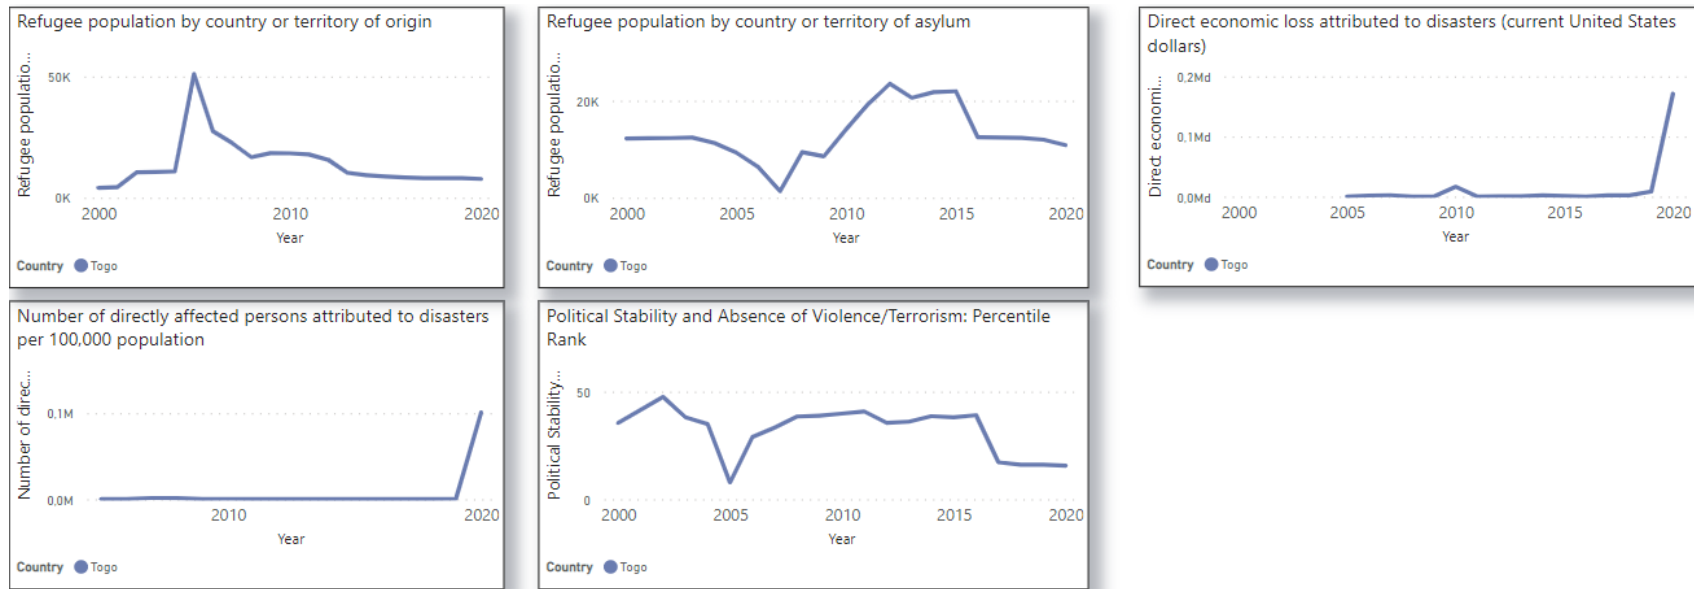 Refugee population by country or territory of origin
Refugee populatio...
50K
0K
2000
2010
2020
Year
Country
Togo
Refugee population by country or territory of asylum
Refugee populatio...
20K
0K
2000
2005
2010
2015
2020
Year
Country
Togo
Direct economic loss attributed to disasters (current United States
dollars)
Direct economi...
0,2Md
0,1Md
0,0Md
2000
2005
2010
2015
2020
Year
Country
Togo
Number of directly affected persons attributed to disasters
per 100,000 population
Number of direc...
0,1M
0,0M
2010
2020
Year
Country
Togo
Political Stability and Absence of Violence/Terrorism: Percentile
Rank
Political Stability...
50
0
2000
2005
2010
2015
2020
Year
Country
Togo